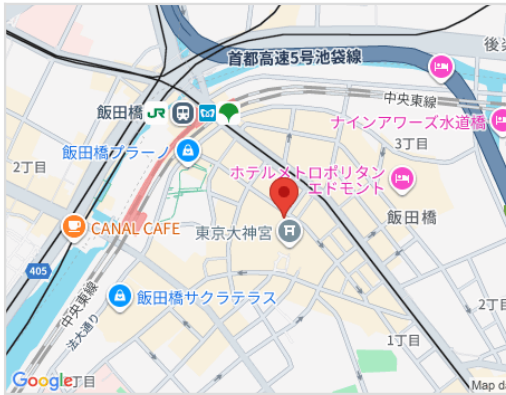 首都高速5号池袋線
後楽
中央東線
飯田橋
JR
ナインアワーズ水道橋
2丁目
飯田橋プラーノ
3丁目
ホテルメトロポリタン
エドモント
飯田橋
CANAL CAFE
東京大神宮
405
中央東線
飯田橋サクラテラス
法大通り
2丁目
1丁目
Google
丁目
Map da